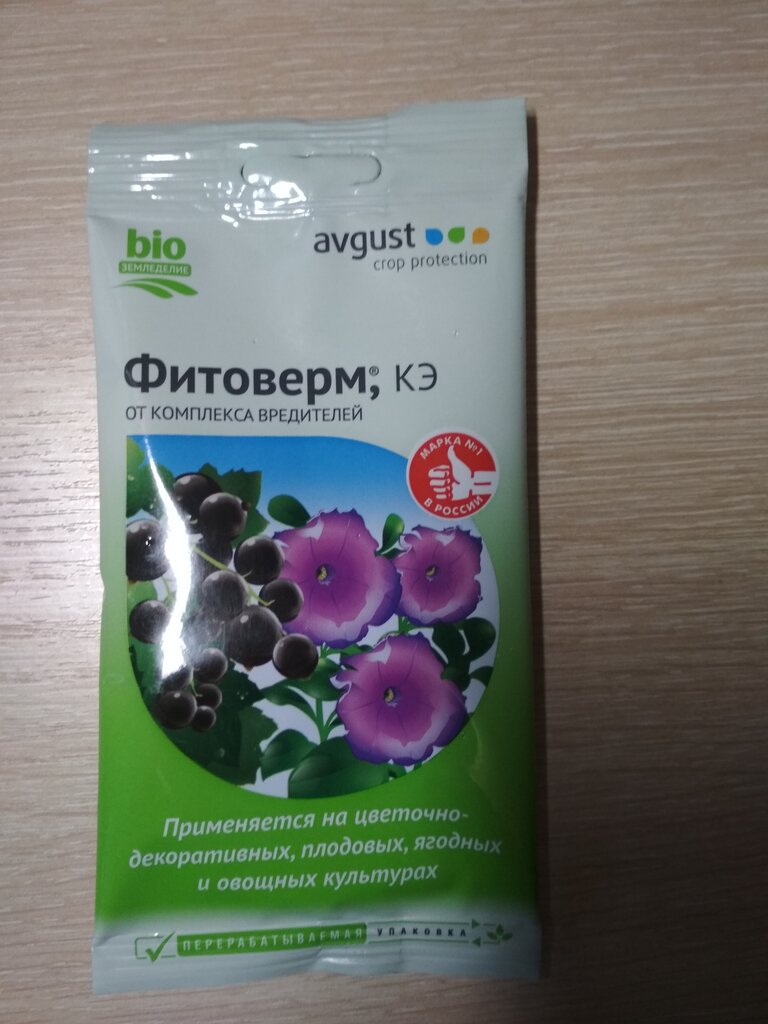 bio
ЗЕМЛЕДЕЛИЕ
avgust
crop protection
Фитоверм®, КЭ
ОТ КОМПЛЕКСА ВРЕДИТЕЛЕЙ
МАРКА №1
В РОССИИ
Применяется на цветочно-
декоративных, плодовых, ягодных
и овощных культурах
ПЕРЕРАБАТЫВАЕМАЯ УПАКОВКА